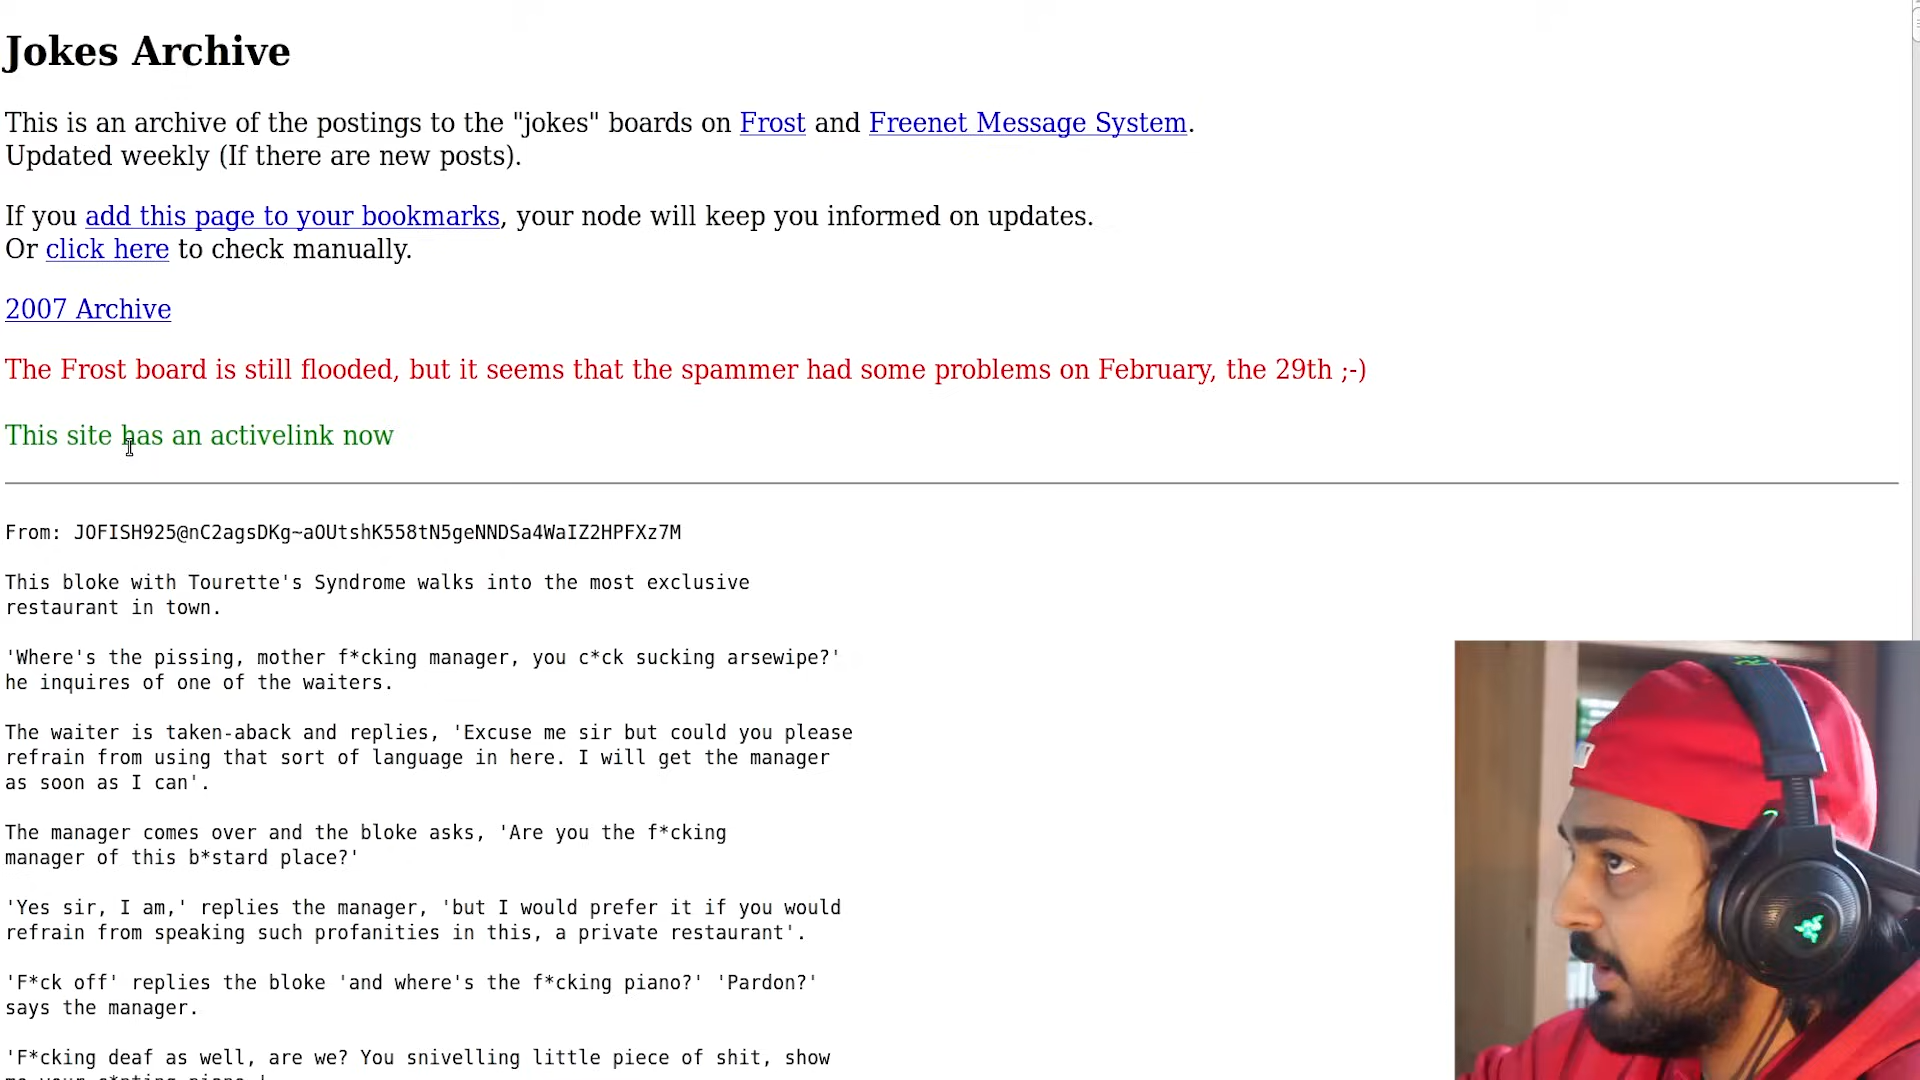 Jokes Archive
This is an archive of the postings to the "jokes" boards on Frost and Freenet Message System.
Updated weekly (If there are new posts).
If you add this page to your bookmarks, your node will keep you informed on updates.
Or click here to check manually.
2007 Archive
The Frost board is still flooded, but it seems that the spammer had some problems on February, the 29th ;-)
This site has an activelink now
From: JOFISH925@nC2agsDKg~aOUtshK558tN5geNNDSa4WaIZ2HPFXz7M
This bloke with Tourette's Syndrome walks into the most exclusive
restaurant in town.
'Where's the pissing, mother f*cking manager, you c*ck sucking arsewipe?'
he inquires of one of the waiters.
The waiter is taken-aback and replies, 'Excuse me sir but could you please
refrain from using that sort of language in here. I will get the manager
as soon as I can'.
The manager comes over and the bloke asks, 'Are you the f*cking
manager of this b*stard place?'
'Yes sir, I am,' replies the manager, 'but I would prefer it if you would
refrain from speaking such profanities in this, a private restaurant'.
'F*ck off' replies the bloke 'and where's the f*cking piano?' 'Pardon?'
says the manager.
'F*cking deaf as well, are we? You snivelling little piece of shit, show